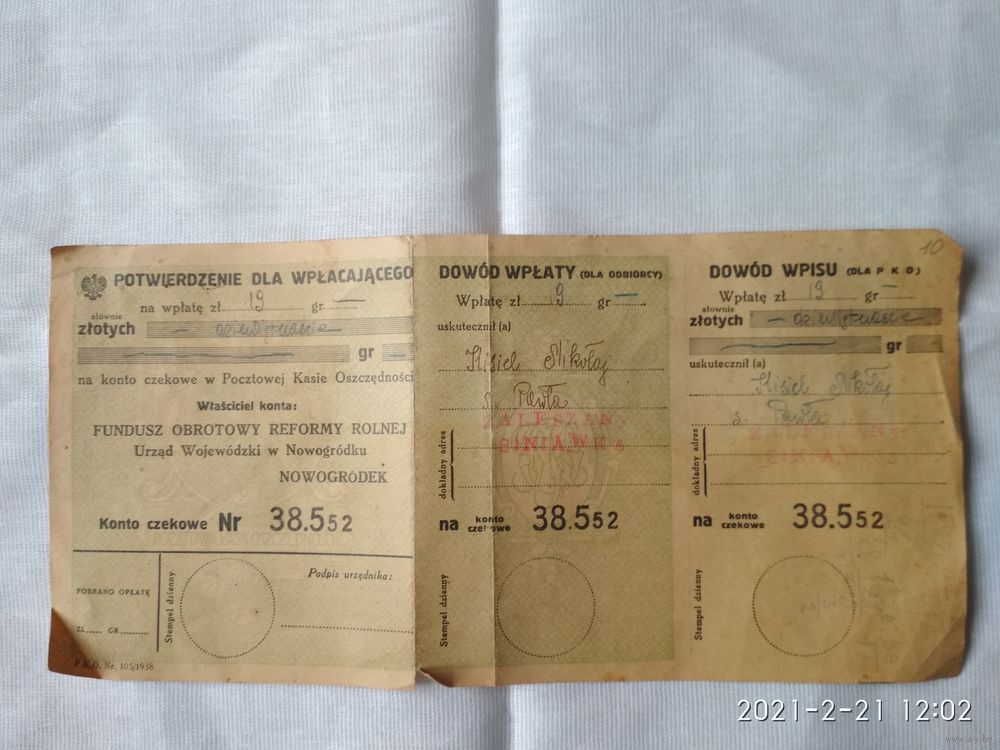 POTWIERDZENIE DLA WPŁACAJĄCEGO
na wpłatę zł 19 gr —
słownie
złotych — dziewiętnaście
gr
na konto czekowe w Pocztowej Kasie Oszczędności
Właściciel konta:
FUNDUSZ OBROTOWY REFORMY ROLNEJ
Urząd Wojewódzki w Nowogródku
NOWOGRÓDEK
Konto czekowe Nr 38.552
POBRANO OPŁATĘ
ZŁ. GR.
Stempel dzienny
Podpis urzędnika:
P.K.O. Nr. 105/1938
DOWÓD WPŁATY (DLA ODBIORCY)
Wpłatę zł 19 gr —
uskutecznił (a)
Kisiel Mikołaj
s. Pawła
ZALESZAN.
SINIAWKA
dokładny adres
na konto czekowe 38.552
Stempel dzienny
10
DOWÓD WPISU (DLA P K O)
Wpłatę zł 19 gr —
słownie
złotych — dziewiętnaście
gr
uskutecznił (a)
Kisiel Mikołaj
s. Pawła
dokładny adres
na konto czekowe 38.552
Stempel dzienny
2021-2-21 12:02
www.ay.by